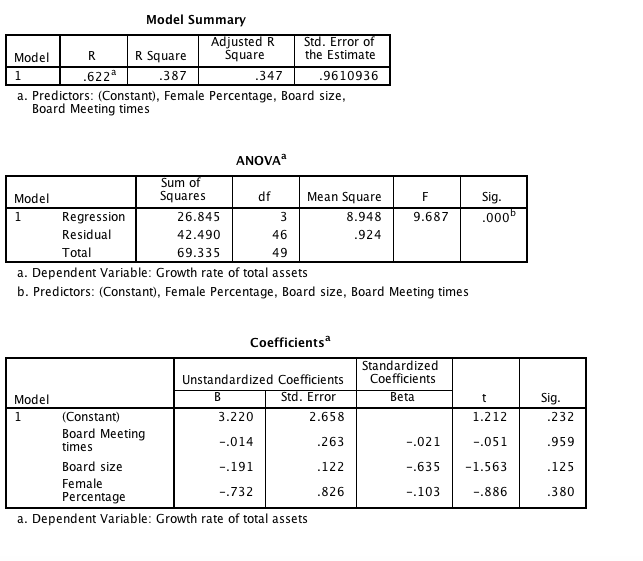 Model Summary
Model R R Square Adjusted R Square Std. Error of the Estimate
1 .622a .387 .347 .9610936
a. Predictors: (Constant), Female Percentage, Board size,
Board Meeting times
ANOVAa
Model Sum of Squares df Mean Square F Sig.
1 Regression 26.845 3 8.948 9.687 .000b
Residual 42.490 46 .924
Total 69.335 49
a. Dependent Variable: Growth rate of total assets
b. Predictors: (Constant), Female Percentage, Board size, Board Meeting times
Coefficientsa
Model Unstandardized Coefficients Standardized Coefficients t Sig.
B Std. Error Beta
1 (Constant) 3.220 2.658 1.212 .232
Board Meeting times -.014 .263 -.021 -.051 .959
Board size -.191 .122 -.635 -1.563 .125
Female Percentage -.732 .826 -.103 -.886 .380
a. Dependent Variable: Growth rate of total assets